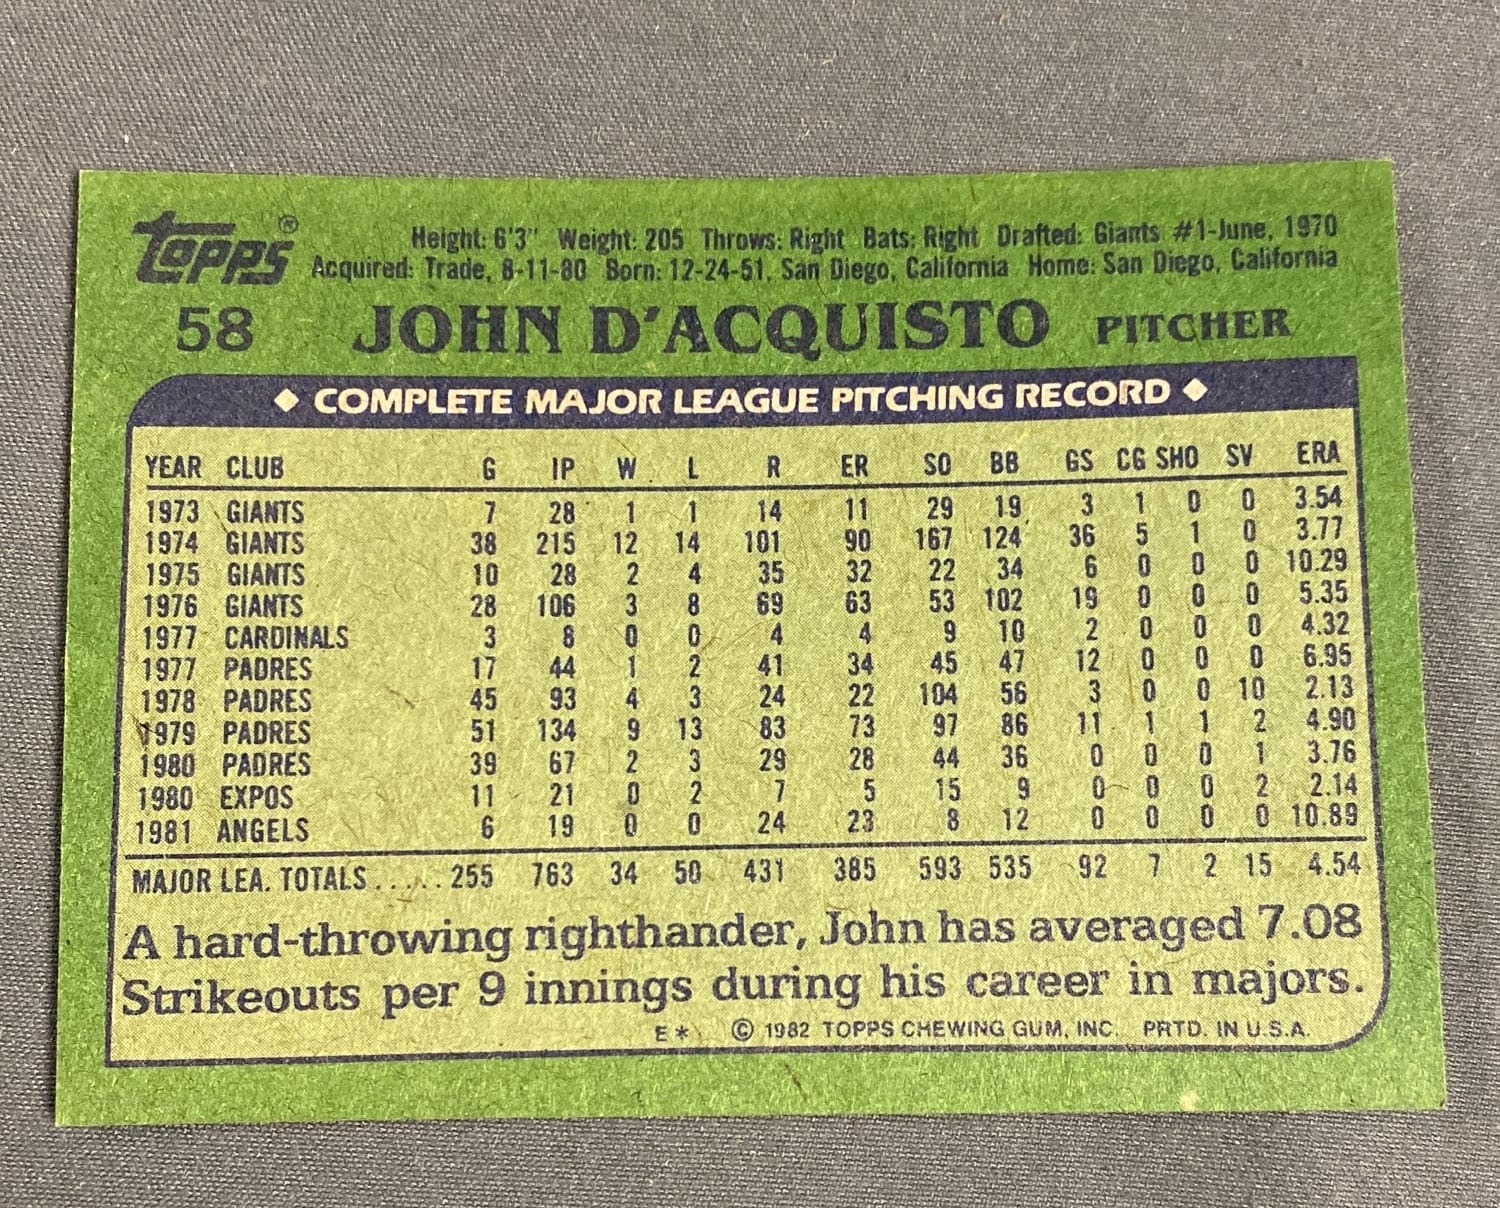 topps®
Height: 6'3" Weight: 205 Throws: Right Bats: Right Drafted: Giants #1-June, 1970
Acquired: Trade, 8-11-80 Born: 12-24-51, San Diego, California Home: San Diego, California
58 JOHN D'ACQUISTO PITCHER
◆ COMPLETE MAJOR LEAGUE PITCHING RECORD ◆
YEAR CLUB G IP W L R ER SO BB GS CG SHO SV ERA
1973 GIANTS 7 28 1 1 14 11 29 19 3 1 0 0 3.54
1974 GIANTS 38 215 12 14 101 90 167 124 36 5 1 0 3.77
1975 GIANTS 10 28 2 4 35 32 22 34 6 0 0 0 10.29
1976 GIANTS 28 106 3 8 69 63 53 102 19 0 0 0 5.35
1977 CARDINALS 3 8 0 0 4 4 9 10 2 0 0 0 4.32
1977 PADRES 17 44 1 2 41 34 45 47 12 0 0 0 6.95
1978 PADRES 45 93 4 3 24 22 104 56 3 0 0 10 2.13
1979 PADRES 51 134 9 13 83 73 97 86 11 1 1 2 4.90
1980 PADRES 39 67 2 3 29 28 44 36 0 0 0 1 3.76
1980 EXPOS 11 21 0 2 7 5 15 9 0 0 0 2 2.14
1981 ANGELS 6 19 0 0 24 23 8 12 0 0 0 0 10.89
MAJOR LEA. TOTALS...... 255 763 34 50 431 385 593 535 92 7 2 15 4.54
A hard-throwing righthander, John has averaged 7.08
Strikeouts per 9 innings during his career in majors.
E* © 1982 TOPPS CHEWING GUM, INC. PRTD. IN U.S.A.